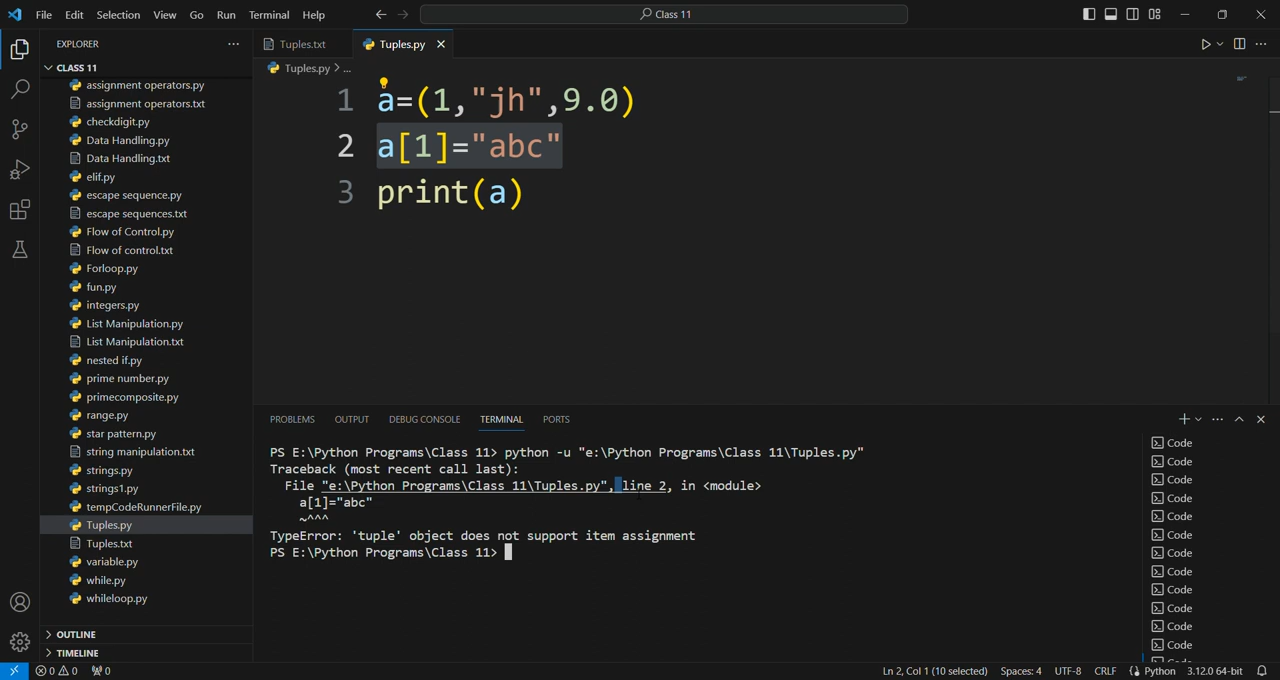 File Edit Selection View Go Run Terminal Help
Class 11
EXPLORER
Tuples.txt Tuples.py
CLASS 11
Tuples.py > ...
assignment operators.py
assignment operators.txt
checkdigit.py
Data Handling.py
Data Handling.txt
elif.py
escape sequence.py
escape sequences.txt
Flow of Control.py
Flow of control.txt
Forloop.py
fun.py
integers.py
List Manipulation.py
List Manipulation.txt
nested if.py
prime number.py
primecomposite.py
range.py
star pattern.py
string manipulation.txt
strings.py
strings1.py
tempCodeRunnerFile.py
Tuples.py
Tuples.txt
variable.py
while.py
whileloop.py
OUTLINE
TIMELINE
1 a=(1,"jh",9.0)
2 a[1]="abc"
3 print(a)
PROBLEMS OUTPUT DEBUG CONSOLE TERMINAL PORTS
PS E:\Python Programs\Class 11> python -u "e:\Python Programs\Class 11\Tuples.py"
Traceback (most recent call last):
File "e:\Python Programs\Class 11\Tuples.py", line 2, in <module>
a[1]="abc"
~^^^
TypeError: 'tuple' object does not support item assignment
PS E:\Python Programs\Class 11>
Code
Code
Code
Code
Code
Code
Code
Code
Code
Code
Code
Code
0 0 0
Ln 2, Col 1 (10 selected) Spaces: 4 UTF-8 CRLF Python 3.12.0 64-bit